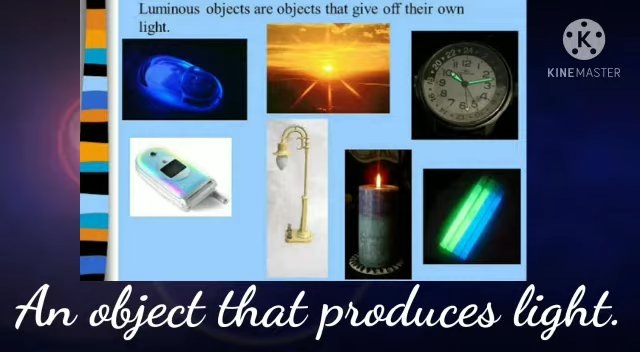 Luminous objects are objects that give off their own
light.
KINEMASTER
An object that produces light.